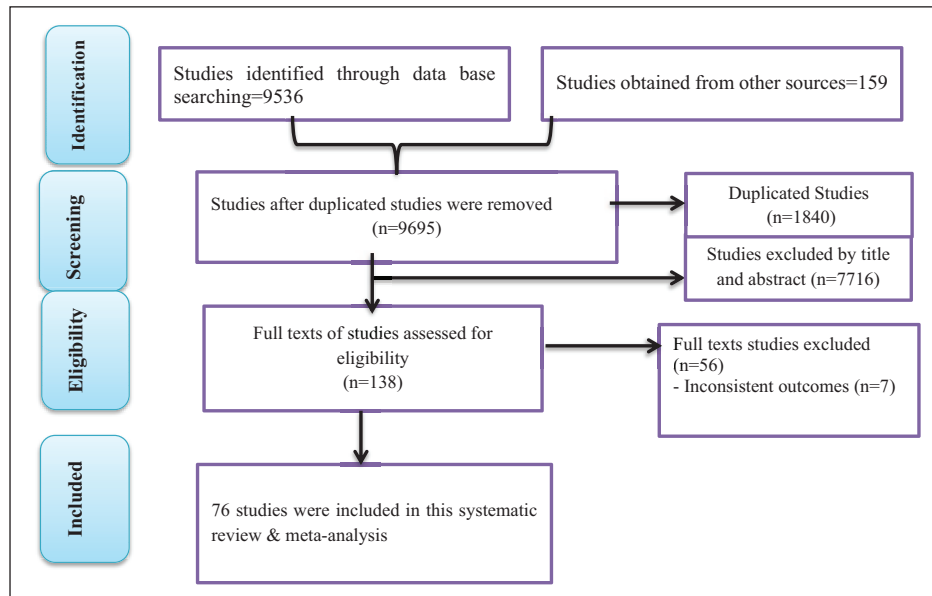 Identification
Studies identified through data base
searching=9536
Studies obtained from other sources=159
Screening
Studies after duplicated studies were removed
(n=9695)
Duplicated Studies
(n=1840)
Studies excluded by title
and abstract (n=7716)
Eligibility
Full texts of studies assessed for
eligibility
(n=138)
Full texts studies excluded
(n=56)
- Inconsistent outcomes (n=7)
Included
76 studies were included in this systematic
review & meta-analysis